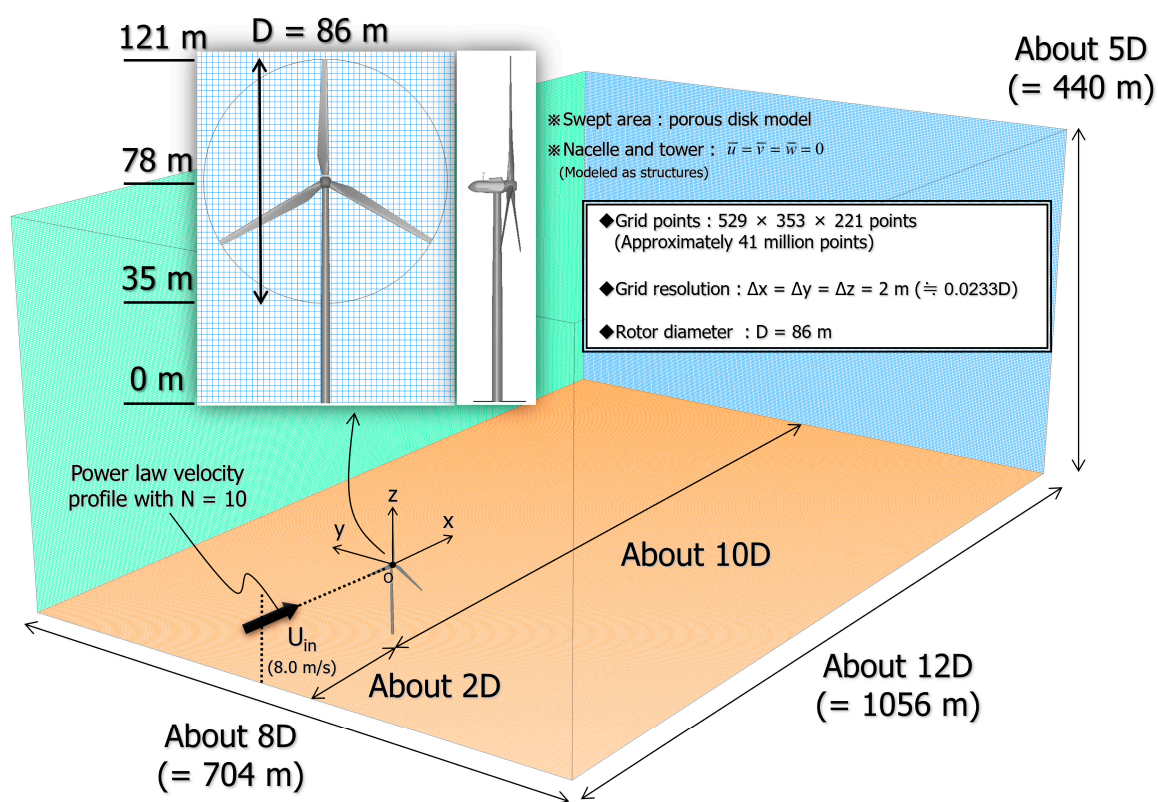 121 m
D = 86 m
78 m
35 m
0 m
About 5D
(= 440 m)
※Swept area : porous disk model
※Nacelle and tower : u̅ = v̅ = w̅ = 0
(Modeled as structures)
◆Grid points : 529 × 353 × 221 points
(Approximately 41 million points)
◆Grid resolution : Δx = Δy = Δz = 2 m (≒ 0.0233D)
◆Rotor diameter : D = 86 m
Power law velocity
profile with N = 10
z
y
x
O
U_in
(8.0 m/s)
About 10D
About 2D
About 12D
(= 1056 m)
About 8D
(= 704 m)